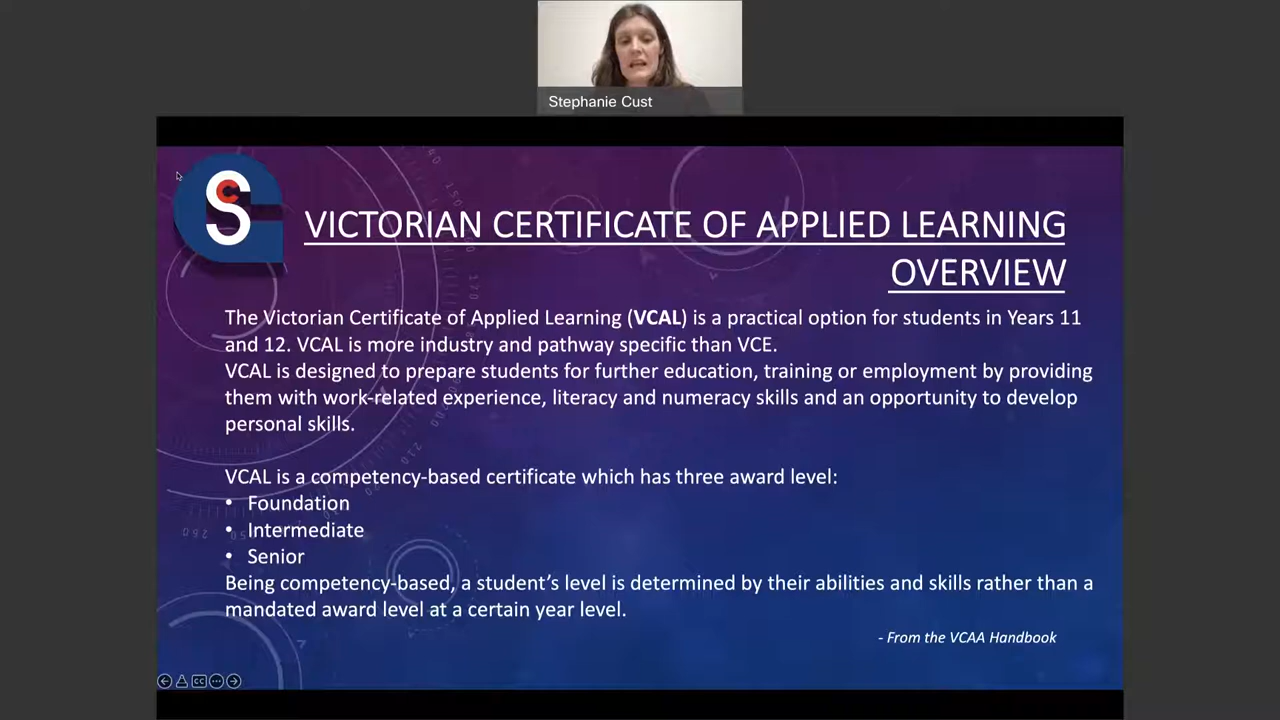 Stephanie Cust
VICTORIAN CERTIFICATE OF APPLIED LEARNING
OVERVIEW
The Victorian Certificate of Applied Learning (VCAL) is a practical option for students in Years 11
and 12. VCAL is more industry and pathway specific than VCE.
VCAL is designed to prepare students for further education, training or employment by providing
them with work-related experience, literacy and numeracy skills and an opportunity to develop
personal skills.
VCAL is a competency-based certificate which has three award level:
• Foundation
• Intermediate
• Senior
Being competency-based, a student's level is determined by their abilities and skills rather than a
mandated award level at a certain year level.
- From the VCAA Handbook